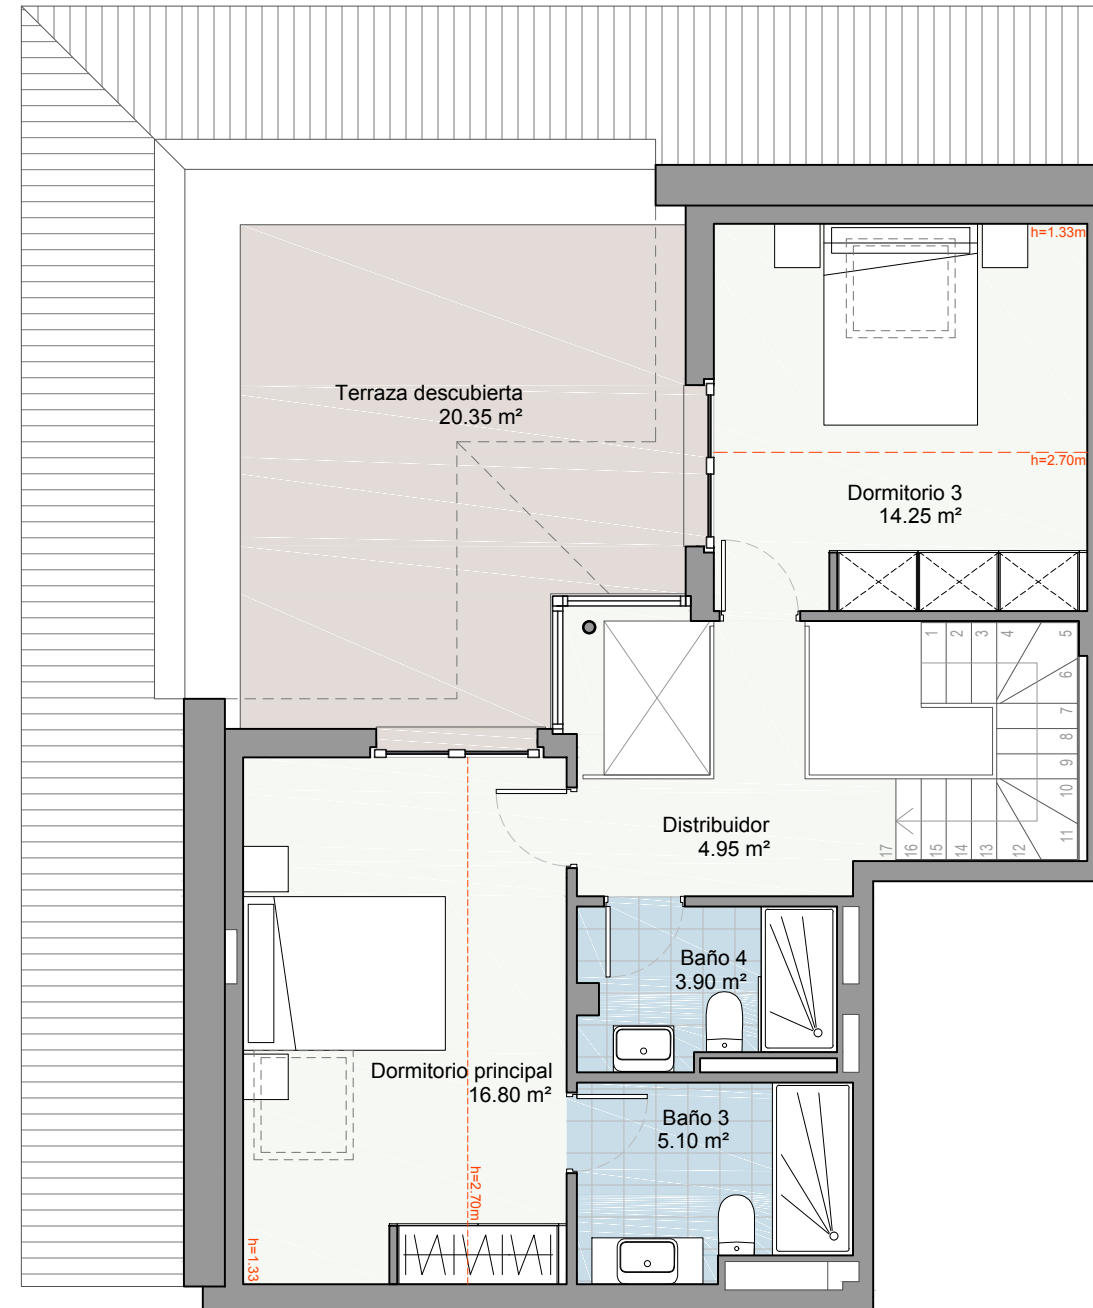 h=1.33m
Terraza descubierta
20.35 m²
h=2.70m
Dormitorio 3
14.25 m²
1
2
3
4
5
6
7
8
9
10
11
12
13
14
15
16
17
Distribuidor
4.95 m²
Baño 4
3.90 m²
Dormitorio principal
16.80 m²
Baño 3
5.10 m²
h=2.70m
h=1.33